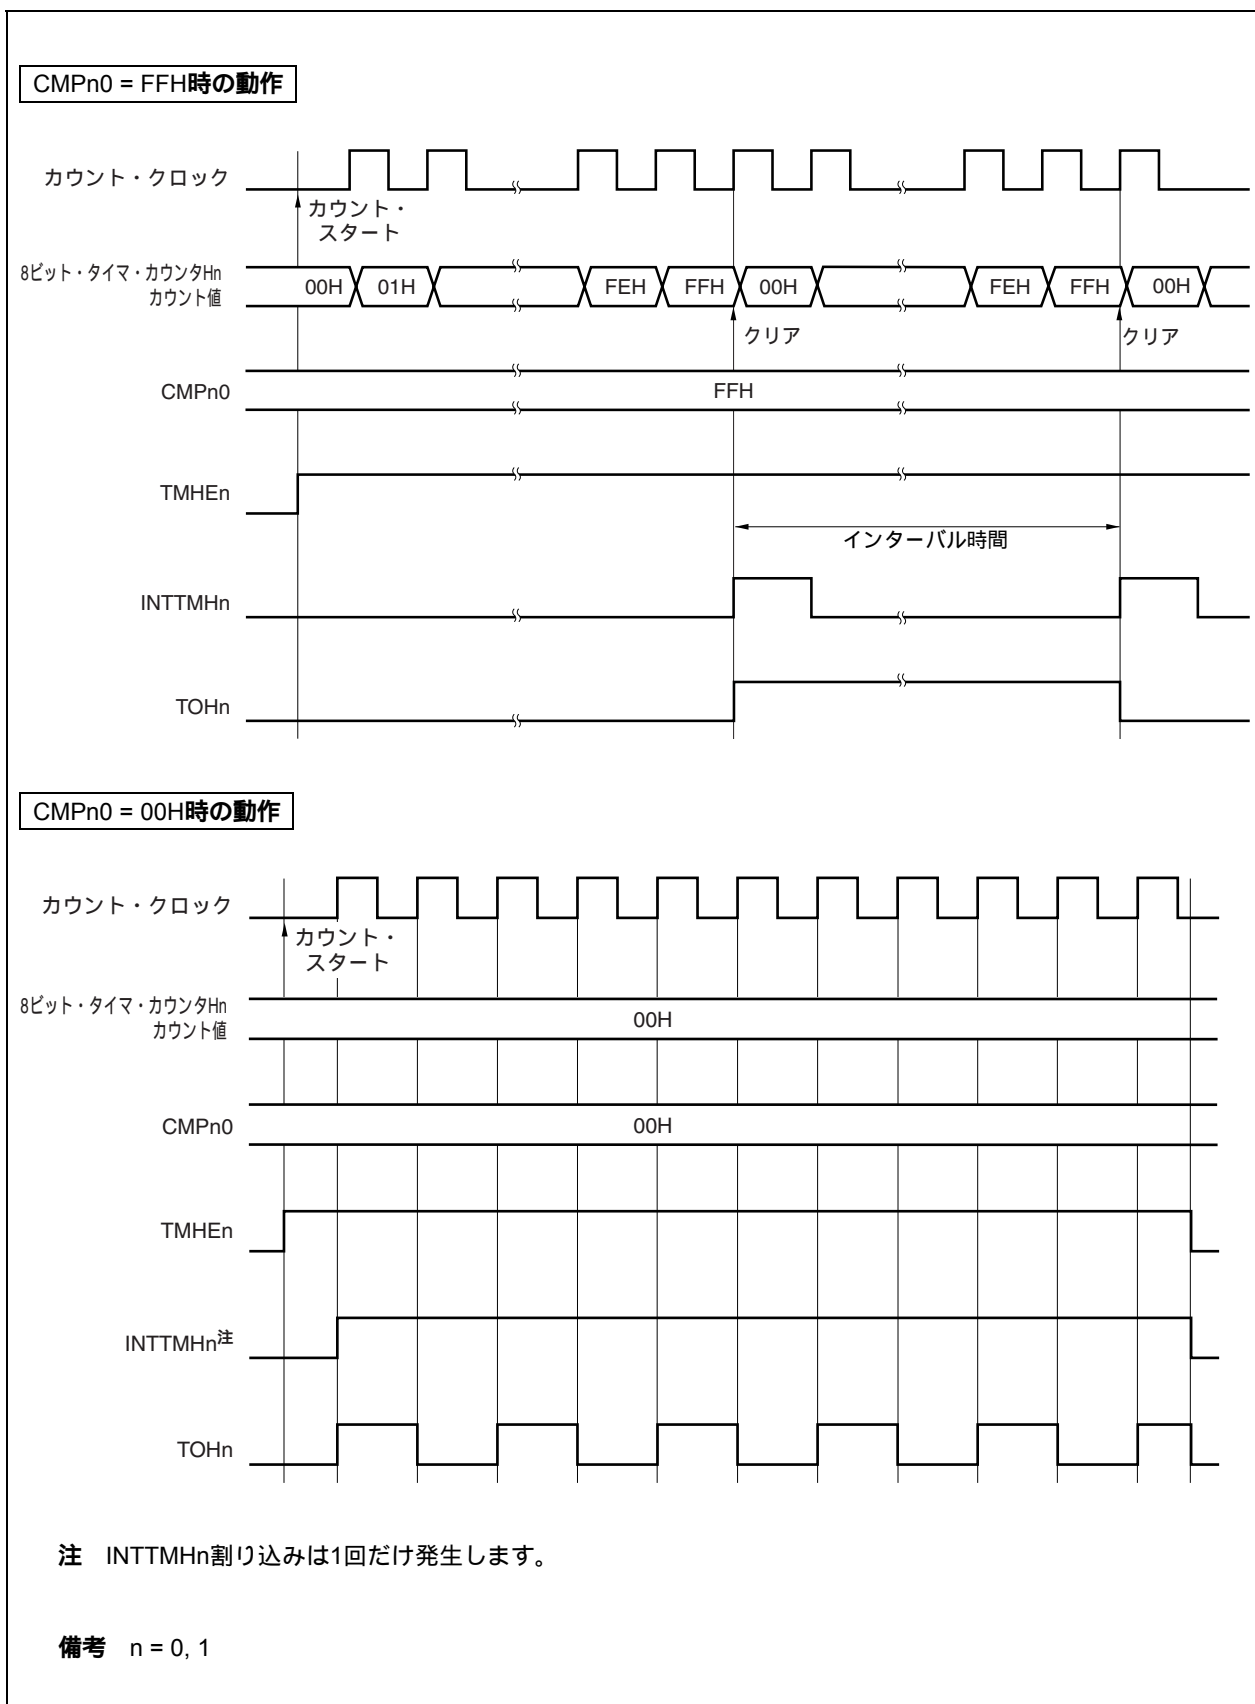 CMPn0 = FFH時の動作
カウント・クロック
カウント・
スタート
8ビット・タイマ・カウンタHn
カウント値
00H
01H
FEH
FFH
00H
FEH
FFH
00H
クリア
クリア
CMPn0
FFH
TMHEn
インターバル時間
INTTMHn
TOHn
CMPn0 = 00H時の動作
カウント・クロック
カウント・
スタート
8ビット・タイマ・カウンタHn
カウント値
00H
CMPn0
00H
TMHEn
INTTMHn注
TOHn
注 INTTMHn割り込みは1回だけ発生します。
備考 n = 0, 1